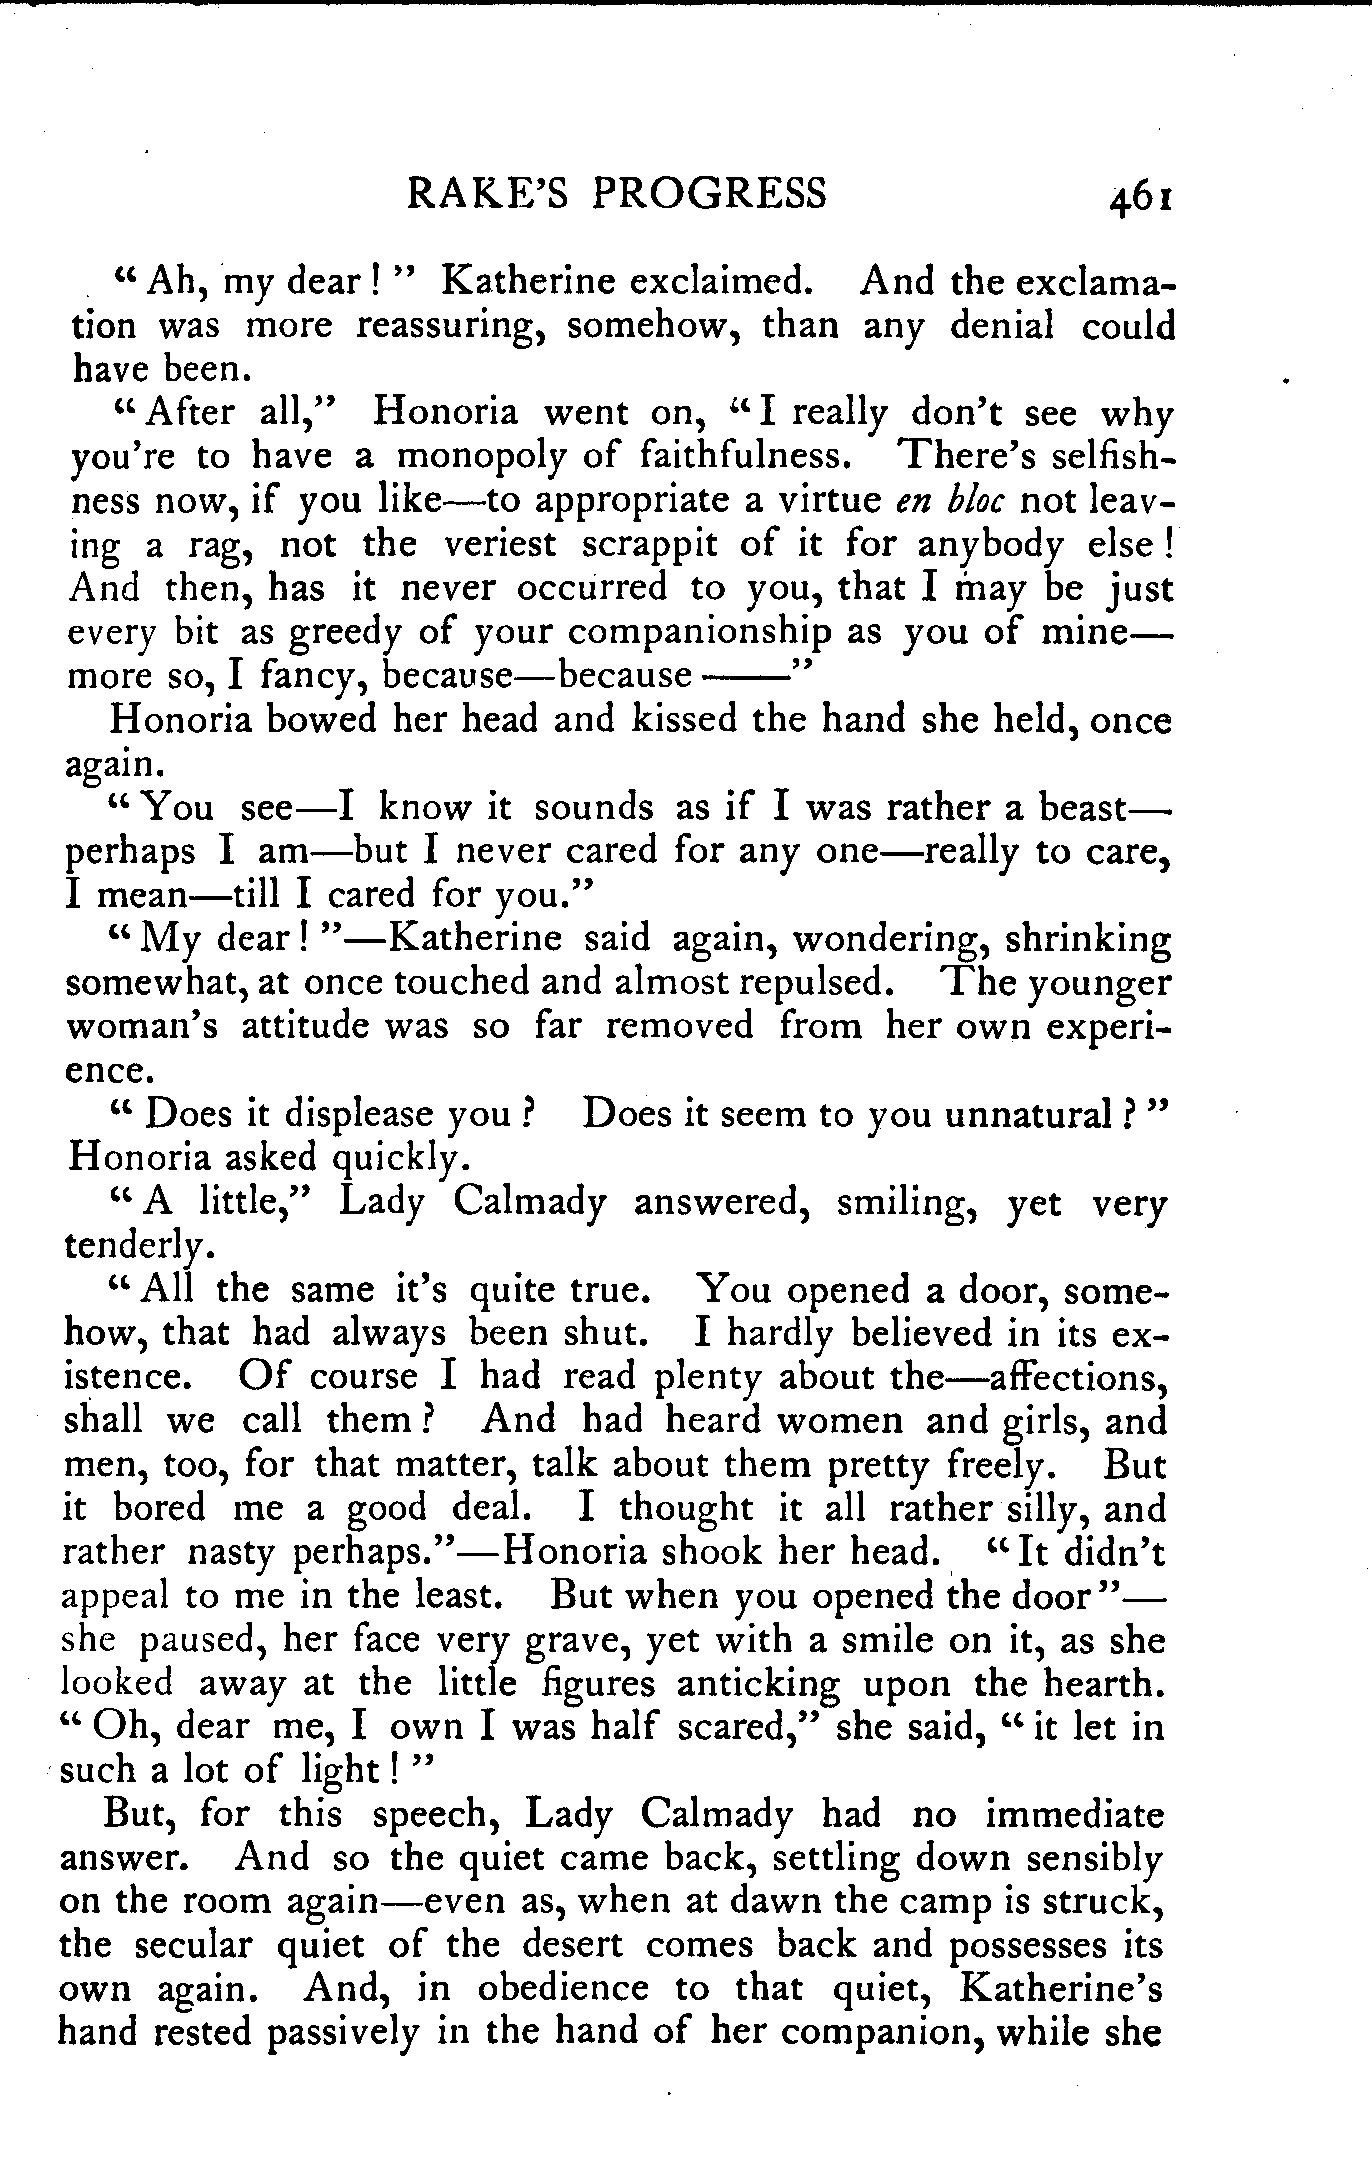 RAKE'S PROGRESS 461
"Ah, my dear!" Katherine exclaimed. And the exclama-
tion was more reassuring, somehow, than any denial could
have been.
"After all," Honoria went on, "I really don't see why
you're to have a monopoly of faithfulness. There's selfish-
ness now, if you like—to appropriate a virtue en bloc not leav-
ing a rag, not the veriest scrappit of it for anybody else!
And then, has it never occurred to you, that I may be just
every bit as greedy of your companionship as you of mine—
more so, I fancy, because—because ——"
Honoria bowed her head and kissed the hand she held, once
again.
"You see—I know it sounds as if I was rather a beast—
perhaps I am—but I never cared for any one—really to care,
I mean—till I cared for you."
"My dear!"—Katherine said again, wondering, shrinking
somewhat, at once touched and almost repulsed. The younger
woman's attitude was so far removed from her own experi-
ence.
"Does it displease you? Does it seem to you unnatural?"
Honoria asked quickly.
"A little," Lady Calmady answered, smiling, yet very
tenderly.
"All the same it's quite true. You opened a door, some-
how, that had always been shut. I hardly believed in its ex-
istence. Of course I had read plenty about the—affections,
shall we call them? And had heard women and girls, and
men, too, for that matter, talk about them pretty freely. But
it bored me a good deal. I thought it all rather silly, and
rather nasty perhaps."—Honoria shook her head. "It didn't
appeal to me in the least. But when you opened the door"—
she paused, her face very grave, yet with a smile on it, as she
looked away at the little figures anticking upon the hearth.
"Oh, dear me, I own I was half scared," she said, "it let in
such a lot of light!"
But, for this speech, Lady Calmady had no immediate
answer. And so the quiet came back, settling down sensibly
on the room again—even as, when at dawn the camp is struck,
the secular quiet of the desert comes back and possesses its
own again. And, in obedience to that quiet, Katherine's
hand rested passively in the hand of her companion, while she